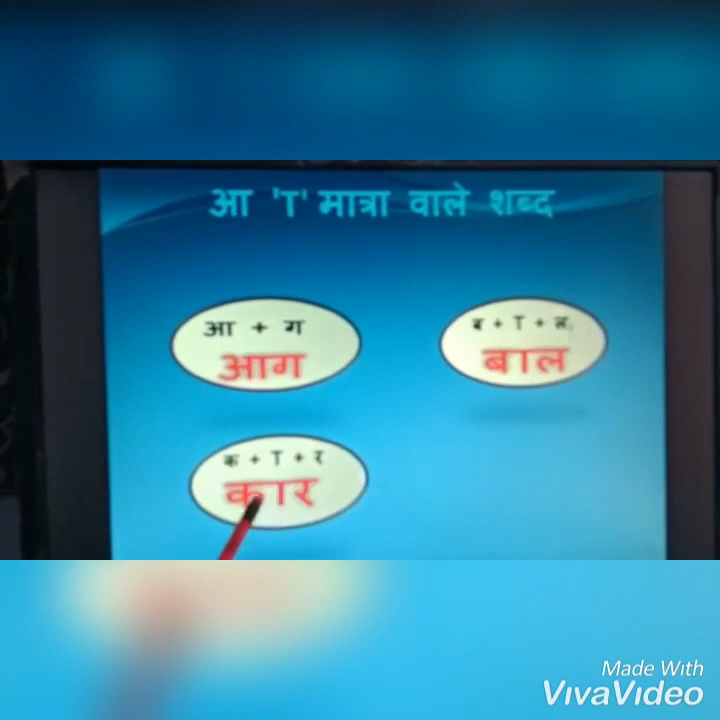 आ 'T' मात्रा वाले शब्द
आ + ग
आग
ब + T + ल
बाल
क + T + र
कार
Made With
VivaVideo